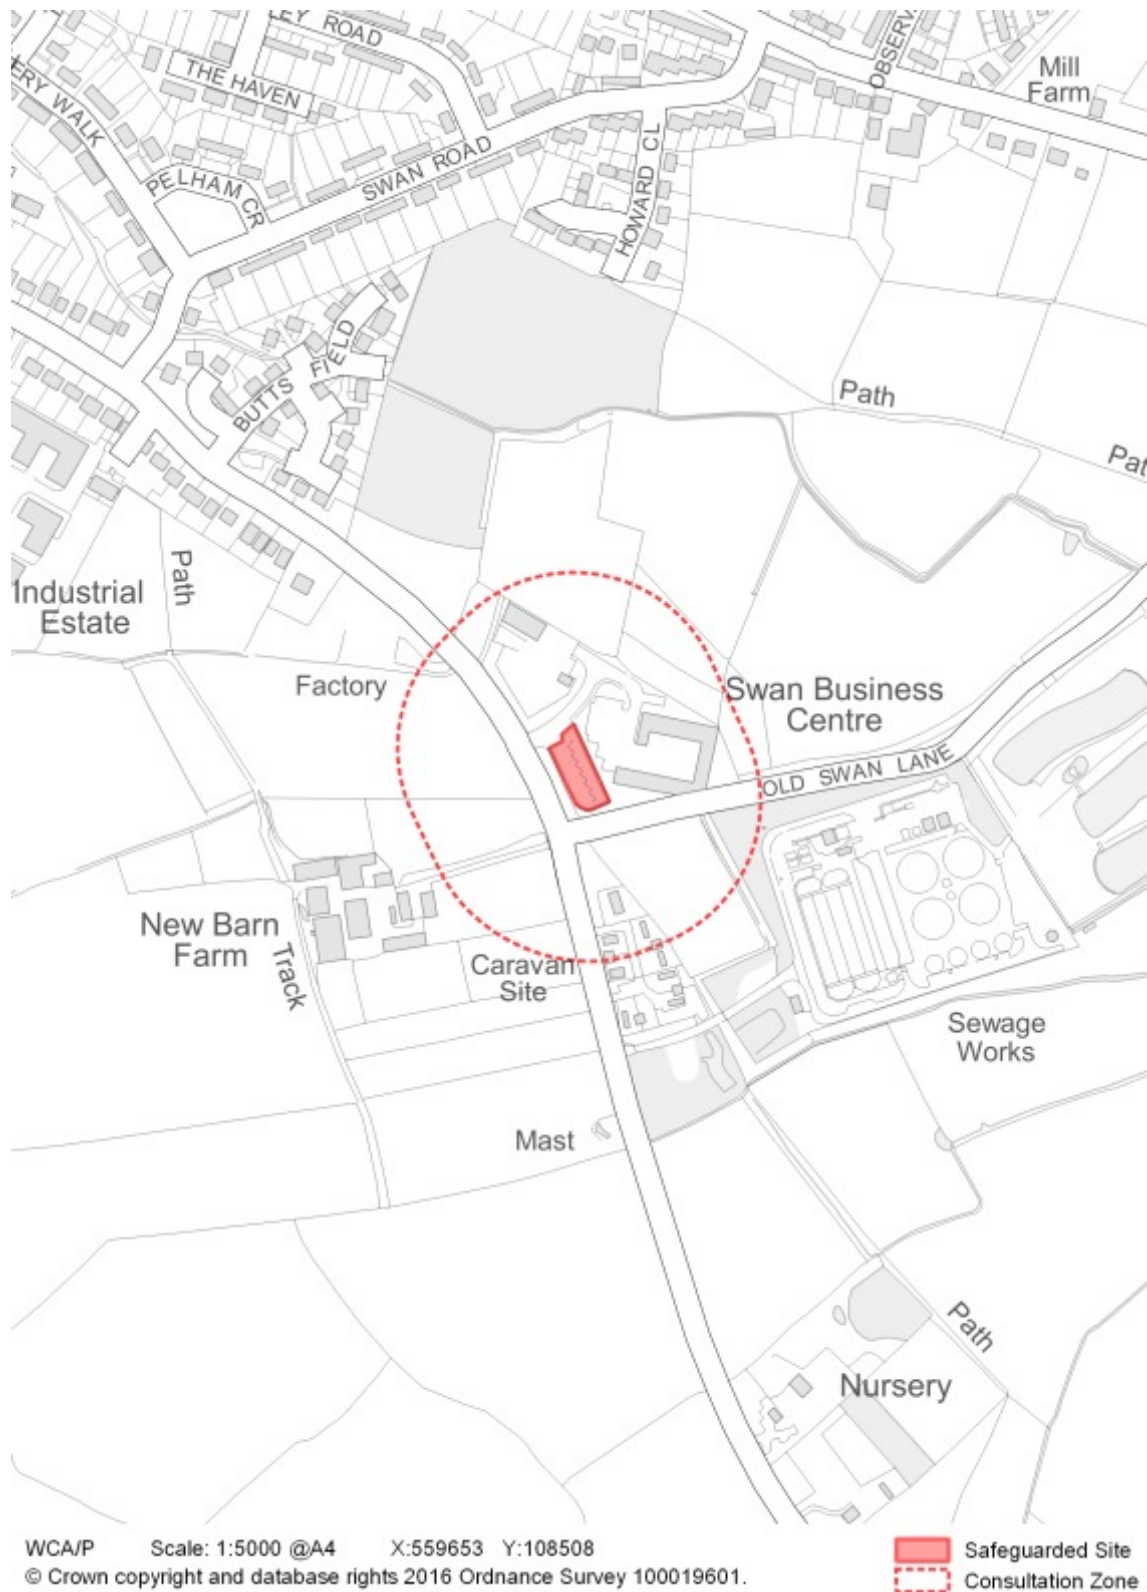 LEY ROAD
OBSERV
Mill
Farm
THE HAVEN
ERY WALK
PELHAM CR
SWAN ROAD
HOWARD CL
BUTTS FIELD
Path
Pat
Path
Industrial
Estate
Factory
Swan Business
Centre
OLD SWAN LANE
New Barn
Farm
Track
Caravan
Site
Sewage
Works
Mast
Path
Nursery
WCA/P Scale: 1:5000 @A4 X:559653 Y:108508
© Crown copyright and database rights 2016 Ordnance Survey 100019601.
Safeguarded Site
Consultation Zone